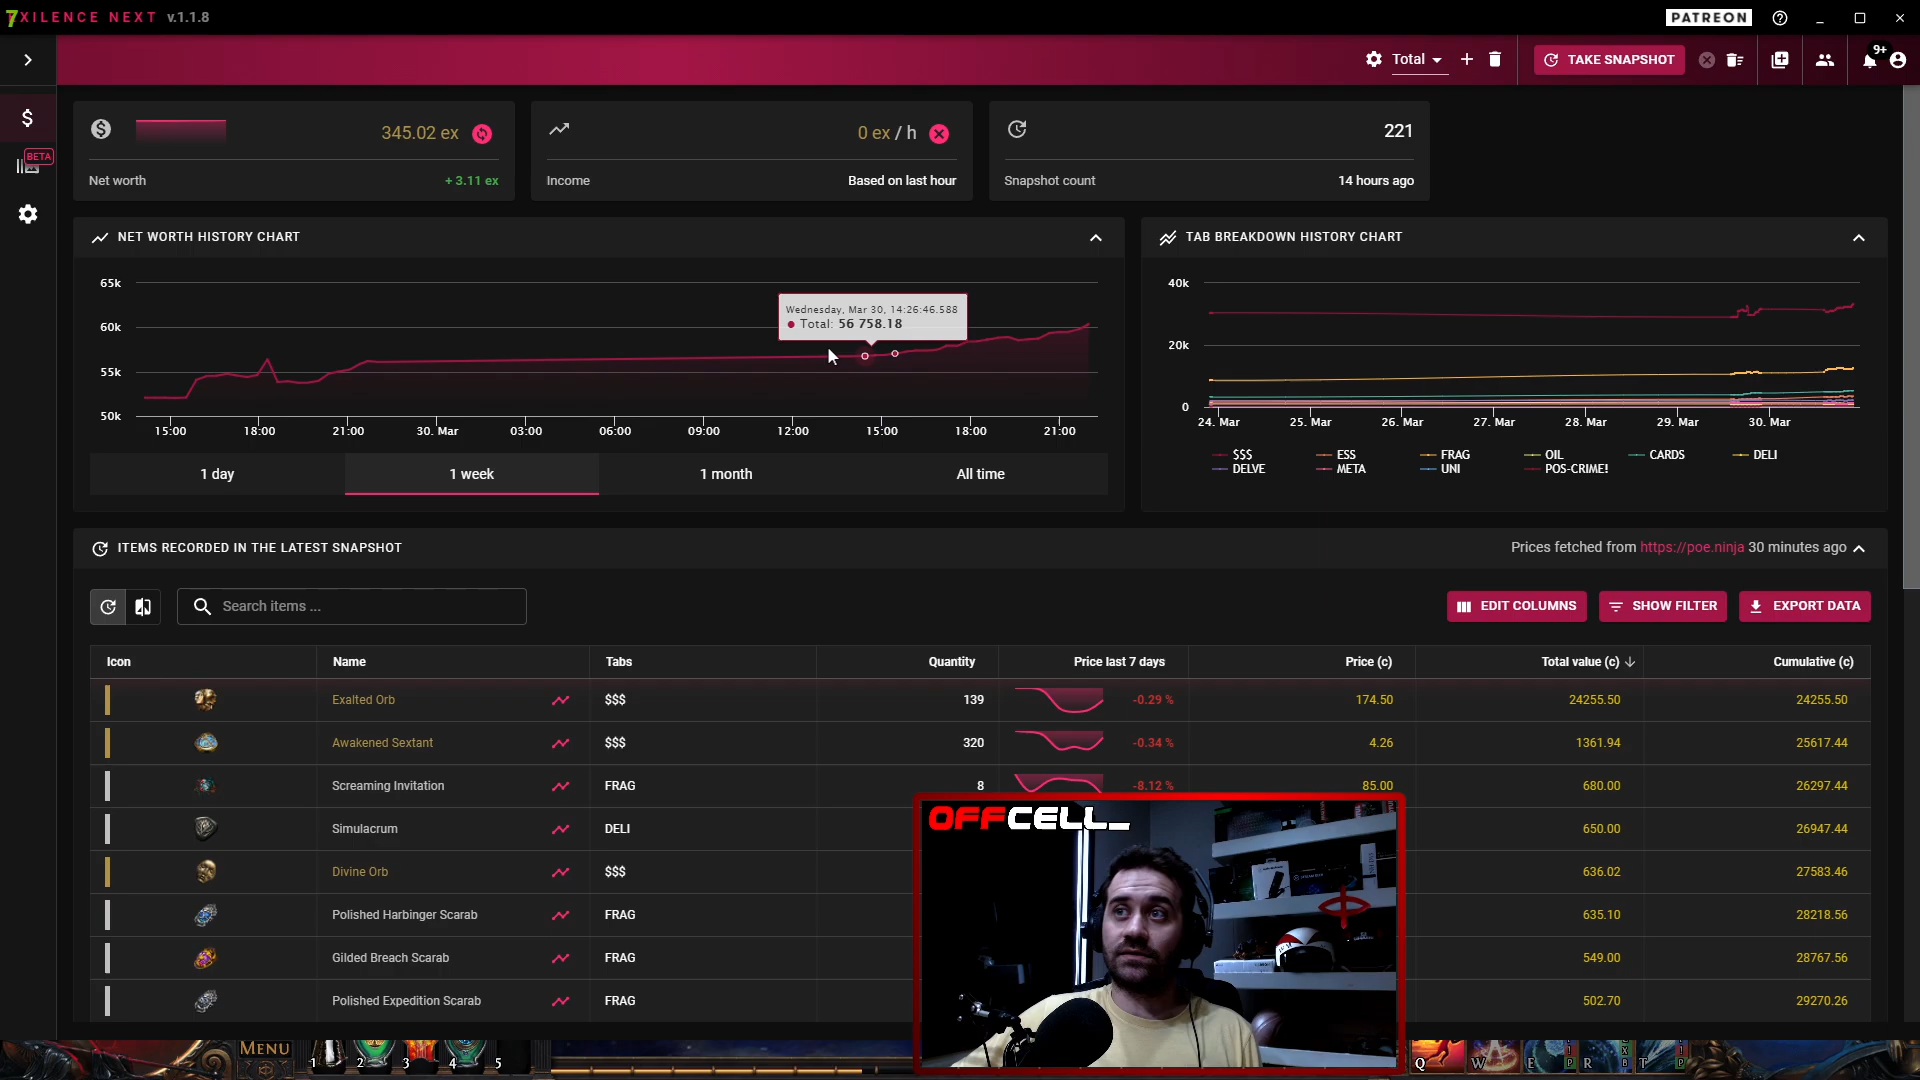 7XILENCE NEXT v.1.1.8
PATREON
Total
TAKE SNAPSHOT
9+
BETA
345.02 ex
Net worth
+ 3.11 ex
0 ex / h
Income
Based on last hour
221
Snapshot count
14 hours ago
NET WORTH HISTORY CHART
65k
60k
55k
50k
Wednesday, Mar 30, 14:26:46.588
Total: 56 758.18
15:00 18:00 21:00 30. Mar 03:00 06:00 09:00 12:00 15:00 18:00 21:00
1 day 1 week 1 month All time
TAB BREAKDOWN HISTORY CHART
40k
20k
0
24. Mar 25. Mar 26. Mar 27. Mar 28. Mar 29. Mar 30. Mar
$$$ ESS FRAG OIL CARDS DELI
DELVE META UNI POS-CRIME!
ITEMS RECORDED IN THE LATEST SNAPSHOT
Prices fetched from https://poe.ninja 30 minutes ago
Search items ...
EDIT COLUMNS
SHOW FILTER
EXPORT DATA
Icon Name Tabs Quantity Price last 7 days Price (c) Total value (c) Cumulative (c)
Exalted Orb $$$ 139 -0.29 % 174.50 24255.50 24255.50
Awakened Sextant $$$ 320 -0.34 % 4.26 1361.94 25617.44
Screaming Invitation FRAG 8 -8.12 % 85.00 680.00 26297.44
Simulacrum DELI 650.00 26947.44
Divine Orb $$$ 636.02 27583.46
Polished Harbinger Scarab FRAG 635.10 28218.56
Gilded Breach Scarab FRAG 549.00 28767.56
Polished Expedition Scarab FRAG 502.70 29270.26
OFFCELL_
MENU
1 2 3 4 5
Q W E R T